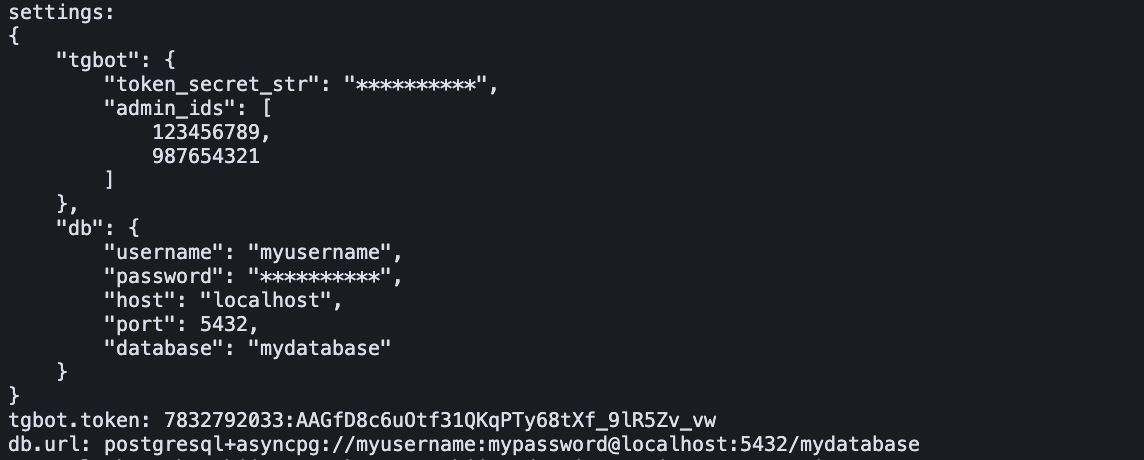 settings:
{
    "tgbot": {
        "token_secret_str": "**********",
        "admin_ids": [
            123456789,
            987654321
        ]
    },
    "db": {
        "username": "myusername",
        "password": "**********",
        "host": "localhost",
        "port": 5432,
        "database": "mydatabase"
    }
}
tgbot.token: 7832792033:AAGfD8c6uOtf31QKqPTy68tXf_9lR5Zv_vw
db.url: postgresql+asyncpg://myusername:mypassword@localhost:5432/mydatabase